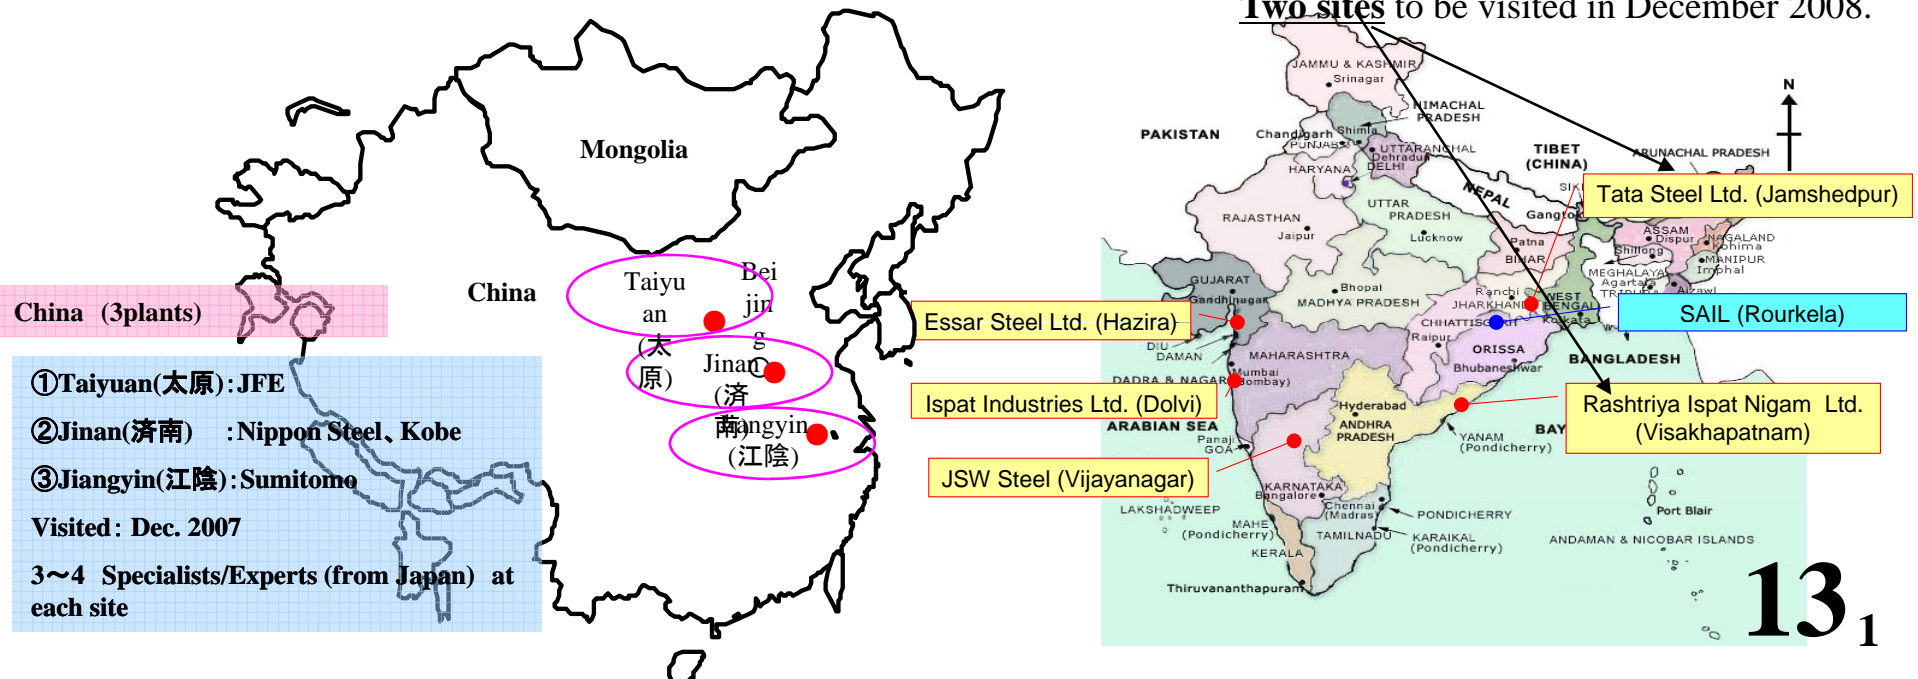 Two sites to be visited in December 2008.
Mongolia
China
Taiyu
an
(太
原)
Bei
jin
g
Jinan
(済
南)
Jiangyin
(江陰)
China (3plants)
①Taiyuan(太原):JFE
②Jinan(済南) :Nippon Steel、Kobe
③Jiangyin(江陰):Sumitomo
Visited: Dec. 2007
3～4 Specialists/Experts (from Japan) at
each site
JAMMU & KASHMIR
Srinagar
HIMACHAL
PRADESH
PAKISTAN
Chandigarh
Shimla
PUNJAB
UTTARANCHAL
Dehradun
DELHI
HARYANA
TIBET
(CHINA)
ARUNACHAL PRADESH
N
NEPAL
Gangtok
Tata Steel Ltd. (Jamshedpur)
RAJASTHAN
Jaipur
UTTAR
PRADESH
Lucknow
Patna
BIHAR
ASSAM
Dispur
Shillong
NAGALAND
Kohima
MANIPUR
Imphal
MEGHALAYA
Agartala
Aizawl
GUJARAT
Gandhinagar
Bhopal
MADHYA PRADESH
Ranchi
JHARKHAND
WEST
BENGAL
Kolkata
SAIL (Rourkela)
Essar Steel Ltd. (Hazira)
CHHATTISGARH
Raipur
ORISSA
Bhubaneshwar
BANGLADESH
DIU
DAMAN
MAHARASHTRA
DADRA & NAGAR
Mumbai
(Bombay)
Ispat Industries Ltd. (Dolvi)
Hyderabad
ANDHRA
PRADESH
Rashtriya Ispat Nigam Ltd.
(Visakhapatnam)
ARABIAN SEA
Panaji
GOA
YANAM
(Pondicherry)
BAY
JSW Steel (Vijayanagar)
KARNATAKA
Bangalore
Chennai
(Madras)
PONDICHERRY
LAKSHADWEEP
MAHE
(Pondicherry)
TAMILNADU
KARAIKAL
(Pondicherry)
KERALA
Thiruvananthapuram
Port Blair
ANDAMAN & NICOBAR ISLANDS
13
1